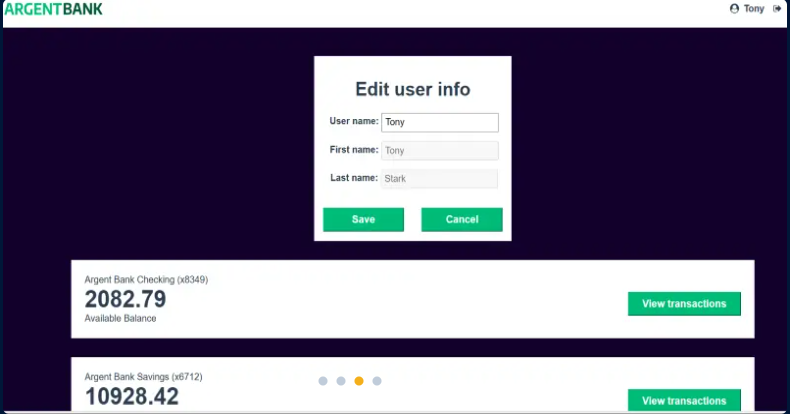 ARGENTBANK
Tony
Edit user info
User name: Tony
First name: Tony
Last name: Stark
Save Cancel
Argent Bank Checking (x8349)
2082.79
Available Balance
View transactions
Argent Bank Savings (x6712)
10928.42
View transactions